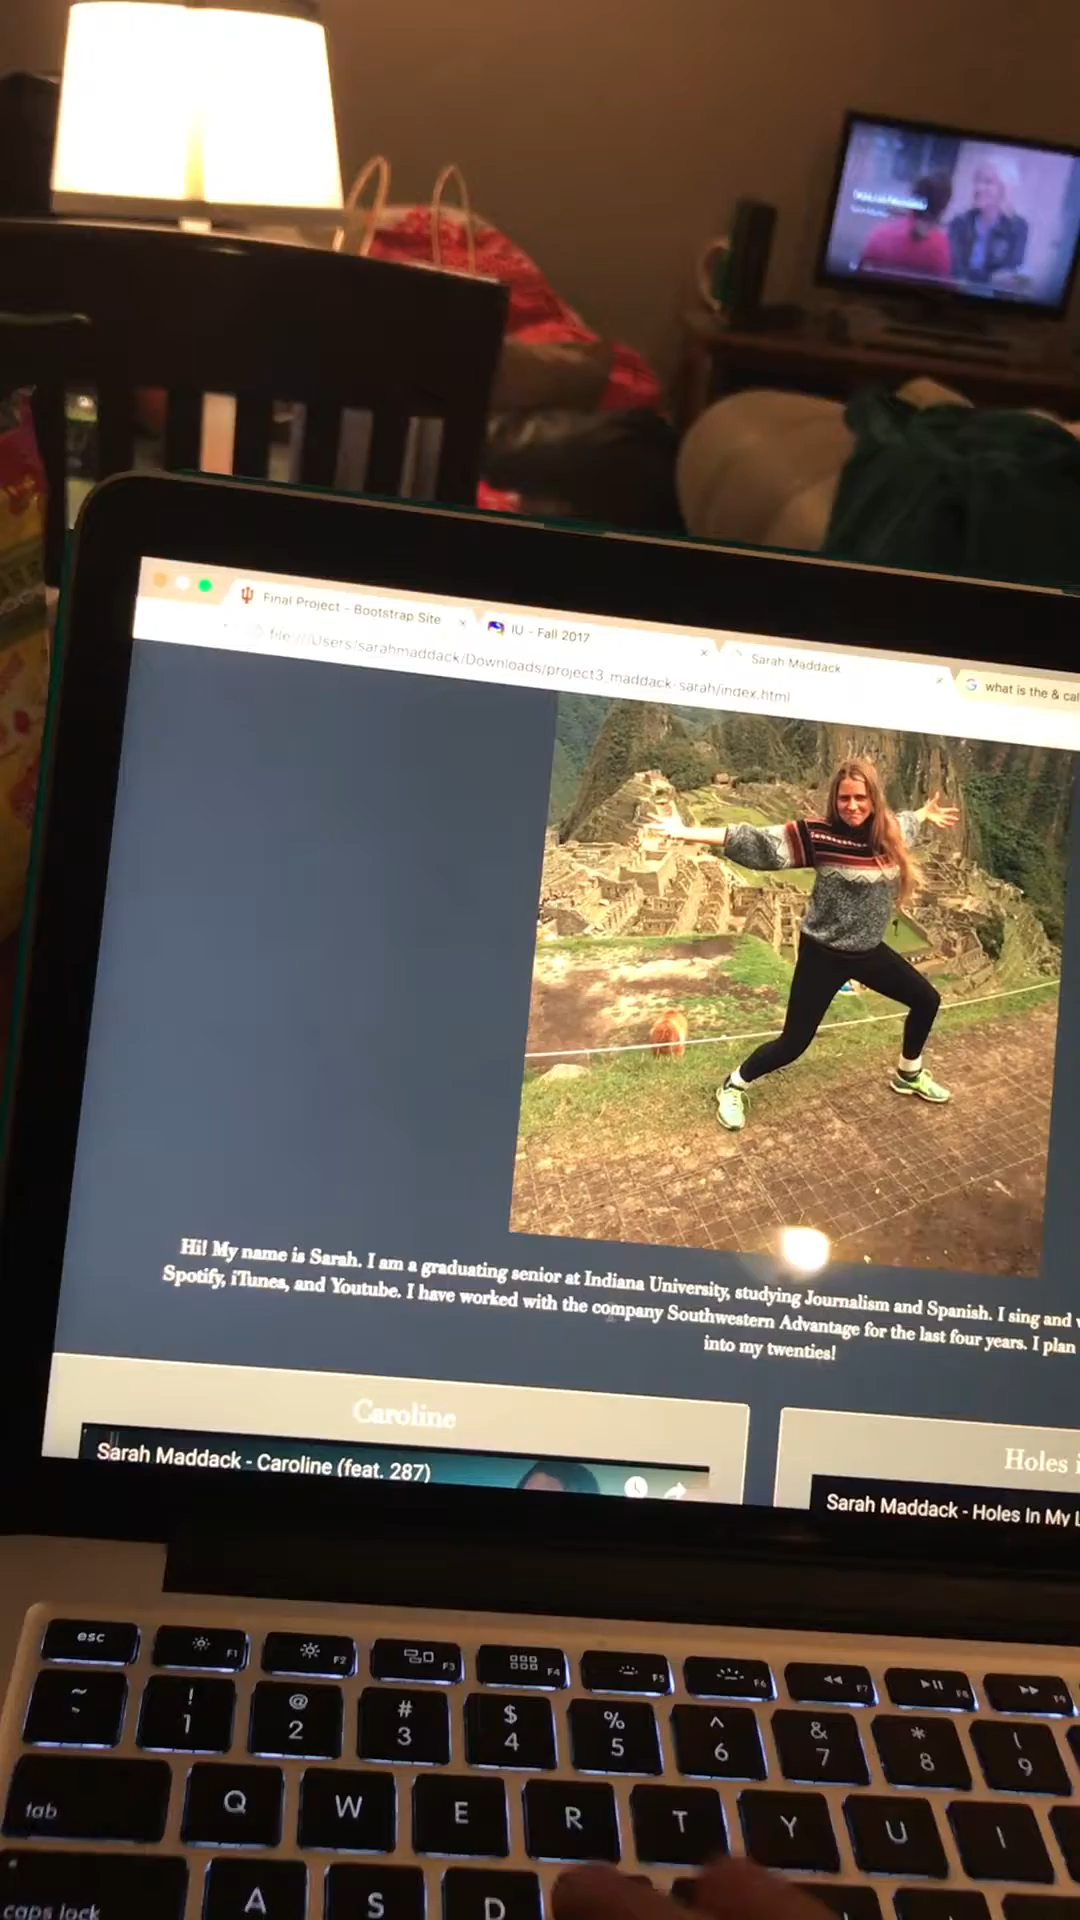 Final Project - Bootstrap Site
IU - Fall 2017
Sarah Maddack
what is the & cal
file:///Users/sarahmaddack/Downloads/project3_maddack-sarah/index.html
Hi! My name is Sarah. I am a graduating senior at Indiana University, studying Journalism and Spanish. I sing and
Spotify, iTunes, and Youtube. I have worked with the company Southwestern Advantage for the last four years. I plan
into my twenties!
Caroline
Holes i
Sarah Maddack - Caroline (feat. 287)
Sarah Maddack - Holes In My L
esc
F1
F2
F3
F4
F5
F6
F7
F8
F9
~ ! @ # $ % ^ & * (
1 2 3 4 5 6 7 8 9
tab Q W E R T Y U I
caps lock A S D